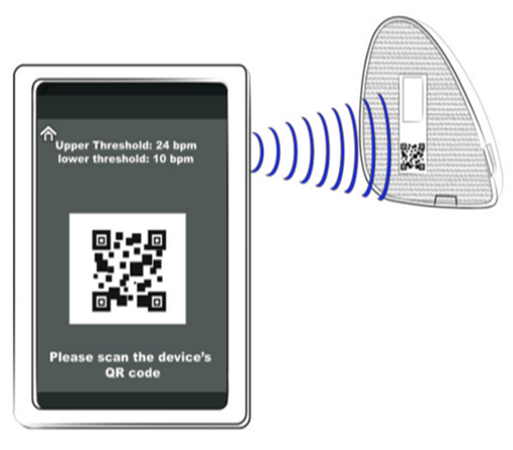 Upper Threshold: 24 bpm
lower threshold: 10 bpm
Please scan the device's
QR code